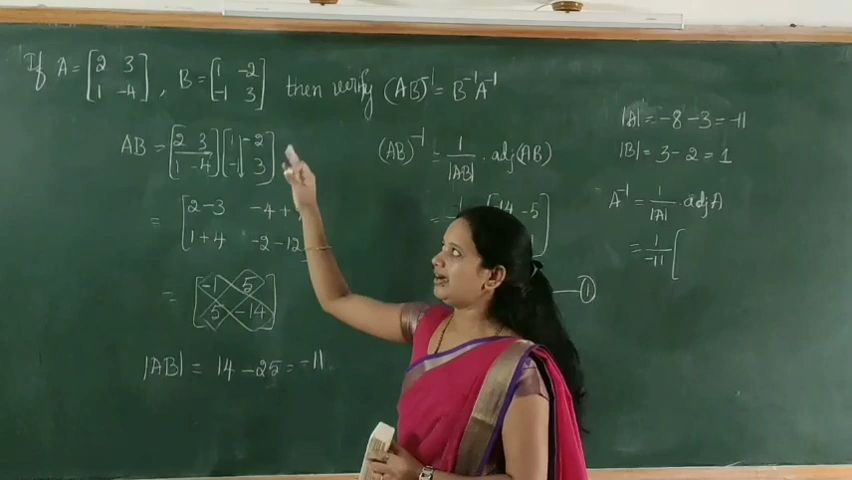 If A = [2 3 1 -4], B = [1 -2 -1 3] then verify (AB)⁻¹ = B⁻¹A⁻¹
AB = [2 3 1 -4] [1 -2 -1 3]
= [2-3 -4+ 1+4 -2-12]
= [-1 5 5 -14]
|AB| = 14 - 25 = -11
(AB)⁻¹ = 1/|AB| . adj(AB)
= -1 [14 -5
①
|A| = -8 - 3 = -11
|B| = 3 - 2 = 1
A⁻¹ = 1/|A| . adj A
= 1/-11 [